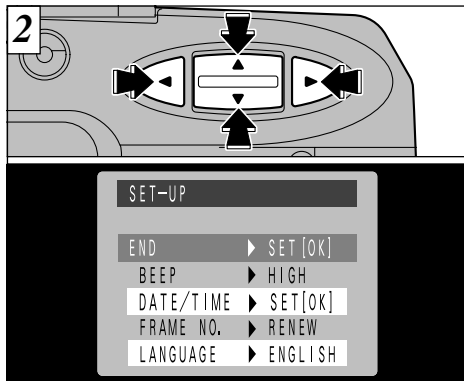 2
SET-UP
END ▶ SET[OK]
BEEP ▶ HIGH
DATE/TIME ▶ SET[OK]
FRAME NO. ▶ RENEW
LANGUAGE ▶ ENGLISH